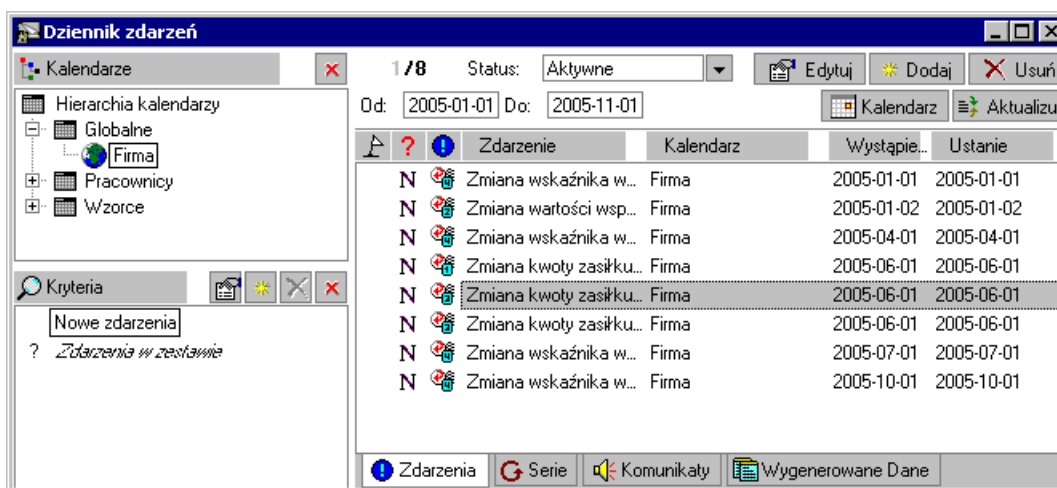 Dziennik zdarzeń
Kalendarze
Hierarchia kalendarzy
Globalne
Firma
Pracownicy
Wzorce
Kryteria
Nowe zdarzenia
? Zdarzenia w zestawie
1/8 Status: Aktywne Edytuj Dodaj Usuń
Od: 2005-01-01 Do: 2005-11-01 Kalendarz Aktualizu
? Zdarzenie Kalendarz Wystąpie... Ustanie
N Zmiana wskaźnika w... Firma 2005-01-01 2005-01-01
N Zmiana wartości wsp... Firma 2005-01-02 2005-01-02
N Zmiana wskaźnika w... Firma 2005-04-01 2005-04-01
N Zmiana kwoty zasiłku... Firma 2005-06-01 2005-06-01
N Zmiana kwoty zasiłku... Firma 2005-06-01 2005-06-01
N Zmiana kwoty zasiłku... Firma 2005-06-01 2005-06-01
N Zmiana wskaźnika w... Firma 2005-07-01 2005-07-01
N Zmiana wskaźnika w... Firma 2005-10-01 2005-10-01
Zdarzenia Serie Komunikaty Wygenerowane Dane